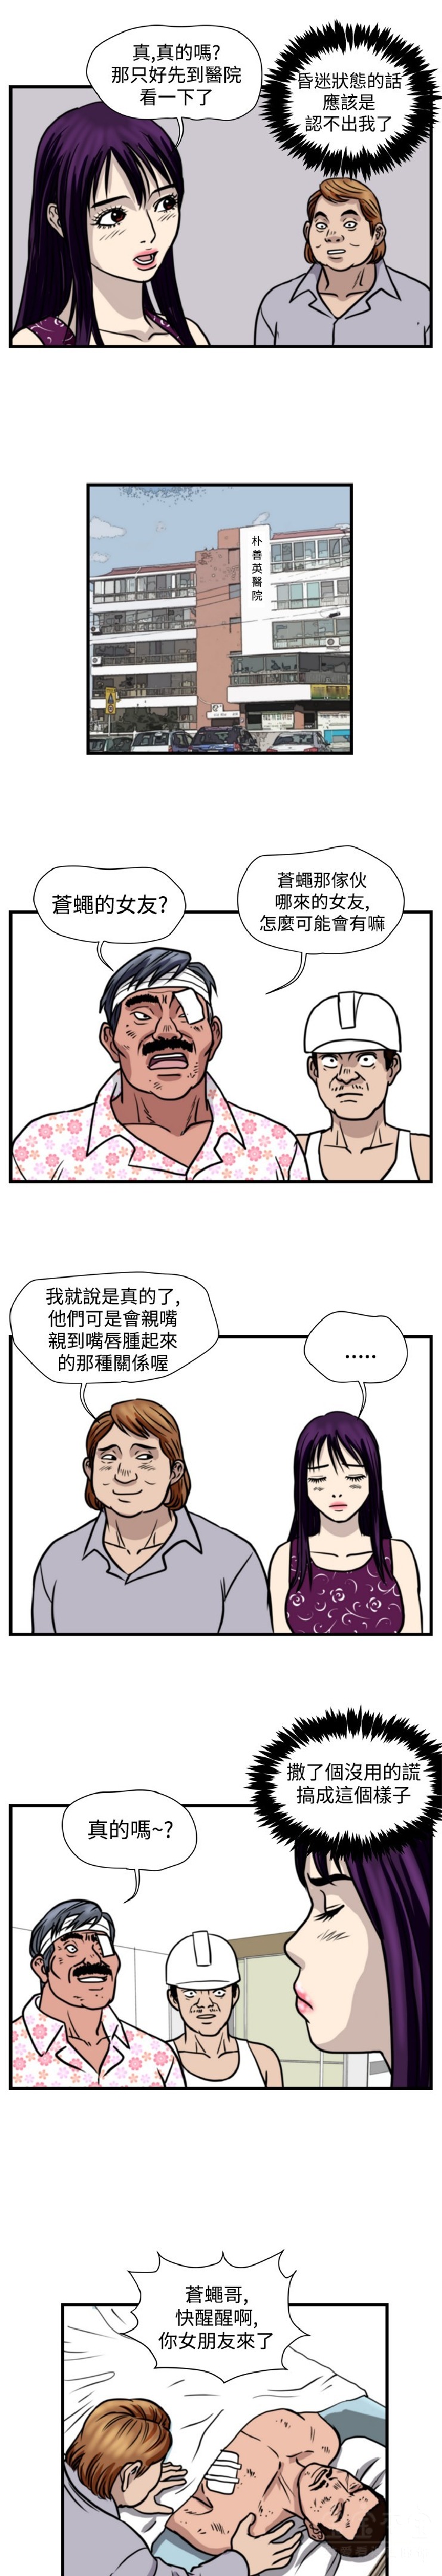 真,真的嗎?
那只好先到醫院
看一下了
昏迷狀態的話
應該是
認不出我了
朴善英醫院
蒼蠅的女友?
蒼蠅那傢伙
哪來的女友,
怎麼可能會有嘛
我就說是真的了,
他們可是會親嘴
親到嘴唇腫起來
的那種關係喔
.....
撒了個沒用的謊
搞成這個樣子
真的嗎~?
蒼蠅哥,
快醒醒啊,
你女朋友來了